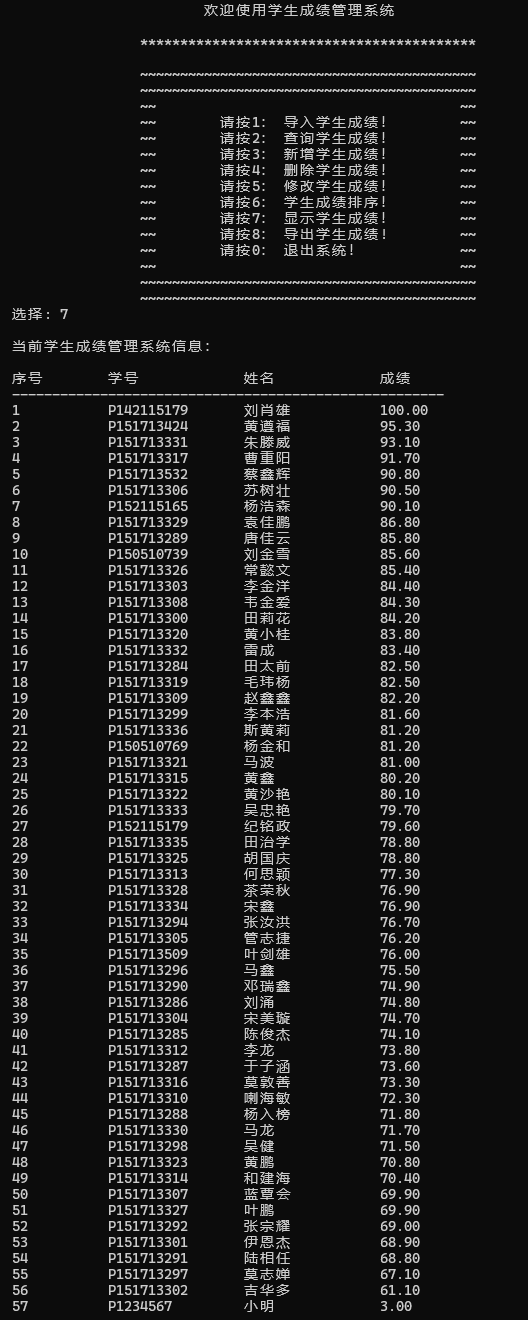 欢迎使用学生成绩管理系统
******************************************
~~~~~~~~~~~~~~~~~~~~~~~~~~~~~~~~~~~~~~~~~~
~~~~~~~~~~~~~~~~~~~~~~~~~~~~~~~~~~~~~~~~~~
~~ ~~
~~ 请按1： 导入学生成绩！ ~~
~~ 请按2： 查询学生成绩！ ~~
~~ 请按3： 新增学生成绩！ ~~
~~ 请按4： 删除学生成绩！ ~~
~~ 请按5： 修改学生成绩！ ~~
~~ 请按6： 学生成绩排序！ ~~
~~ 请按7： 显示学生成绩！ ~~
~~ 请按8： 导出学生成绩！ ~~
~~ 请按0： 退出系统！ ~~
~~ ~~
~~~~~~~~~~~~~~~~~~~~~~~~~~~~~~~~~~~~~~~~~~
~~~~~~~~~~~~~~~~~~~~~~~~~~~~~~~~~~~~~~~~~~
选择：7
当前学生成绩管理系统信息：
序号 学号 姓名 成绩
------------------------------------------------------
1 P142115179 刘肖雄 100.00
2 P151713424 黄遵福 95.30
3 P151713331 朱滕威 93.10
4 P151713317 曹重阳 91.70
5 P151713532 蔡鑫辉 90.80
6 P151713306 苏树壮 90.50
7 P152115165 杨浩森 90.10
8 P151713329 袁佳鹏 86.80
9 P151713289 唐佳云 85.80
10 P150510739 刘金雪 85.60
11 P151713326 常懿文 85.40
12 P151713303 李金洋 84.40
13 P151713308 韦金爱 84.30
14 P151713300 田莉花 84.20
15 P151713320 黄小桂 83.80
16 P151713332 雷成 83.40
17 P151713284 田太前 82.50
18 P151713319 毛玮杨 82.50
19 P151713309 赵鑫鑫 82.20
20 P151713299 李本浩 81.60
21 P151713336 斯黄莉 81.20
22 P150510769 杨金和 81.20
23 P151713321 马波 81.00
24 P151713315 黄鑫 80.20
25 P151713322 黄沙艳 80.10
26 P151713333 吴忠艳 79.70
27 P152115179 纪铭政 79.60
28 P151713335 田治学 78.80
29 P151713325 胡国庆 78.80
30 P151713313 何思颖 77.30
31 P151713328 茶荣秋 76.90
32 P151713334 宋鑫 76.90
33 P151713294 张汝洪 76.70
34 P151713305 管志捷 76.20
35 P151713509 叶剑雄 76.00
36 P151713296 马鑫 75.50
37 P151713290 邓瑞鑫 74.90
38 P151713286 刘涌 74.80
39 P151713304 宋美璇 74.70
40 P151713285 陈俊杰 74.10
41 P151713312 李龙 73.80
42 P151713287 于子涵 73.60
43 P151713316 莫敦善 73.30
44 P151713310 喇海敏 72.30
45 P151713288 杨入榜 71.80
46 P151713330 马龙 71.70
47 P151713298 吴健 71.50
48 P151713323 黄鹏 70.80
49 P151713314 和建海 70.40
50 P151713307 蓝覃会 69.90
51 P151713327 叶鹏 69.90
52 P151713292 张宗耀 69.00
53 P151713301 伊恩杰 68.90
54 P151713291 陆相任 68.80
55 P151713297 莫志婵 67.10
56 P151713302 吉华多 61.10
57 P1234567 小明 3.00